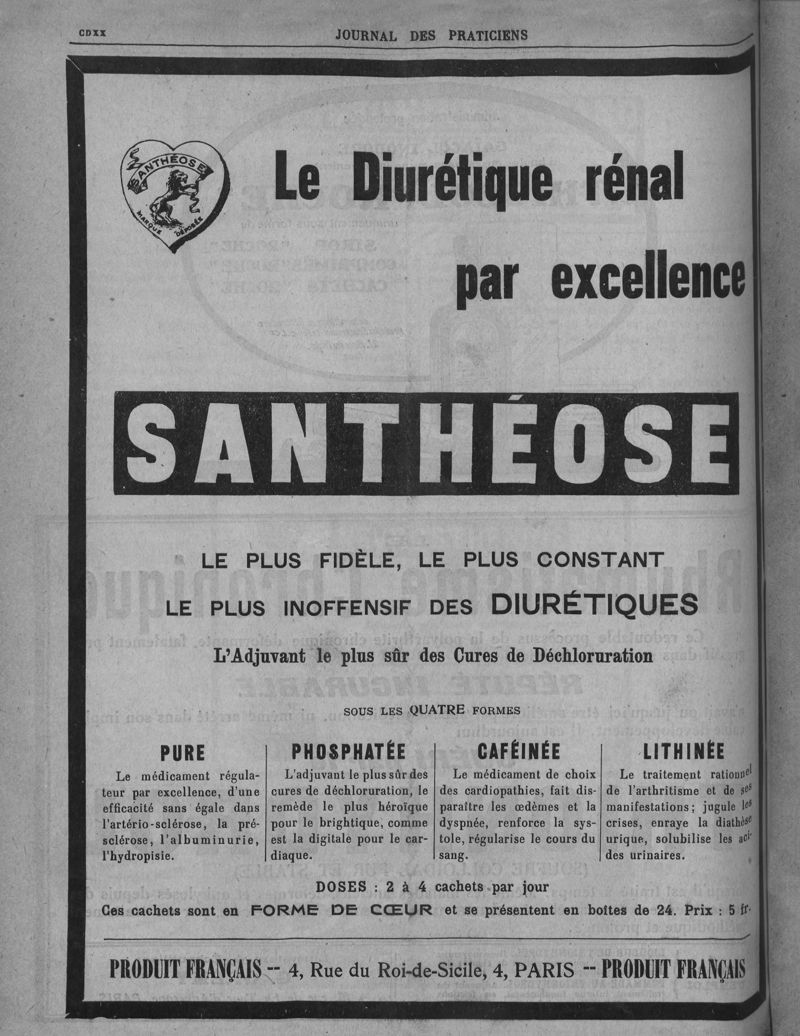 CDXX
JOURNAL DES PRATICIENS
SANTHÉOSE
MARQUE DÉPOSÉE
Le Diurétique rénal
par excellence
SANTHÉOSE
LE PLUS FIDÈLE, LE PLUS CONSTANT
LE PLUS INOFFENSIF DES DIURÉTIQUES
L'Adjuvant le plus sûr des Cures de Déchloruration
SOUS LES QUATRE FORMES
PURE
Le médicament régula-
teur par excellence, d'une
efficacité sans égale dans
l'artério-sclérose, la pré-
sclérose, l'albuminurie,
l'hydropisie.
PHOSPHATÉE
L'adjuvant le plus sûr des
cures de déchloruration, le
remède le plus héroïque
pour le brightique, comme
est la digitale pour le car-
diaque.
CAFÉINÉE
Le médicament de choix
des cardiopathies, fait dis-
paraître les œdèmes et la
dyspnée, renforce la sys-
tole, régularise le cours du
sang.
LITHINÉE
Le traitement rationnel
de l'arthritisme et de ses
manifestations; jugule les
crises, enraye la diathèse
urique, solubilise les aci-
des urinaires.
DOSES : 2 à 4 cachets par jour
Ces cachets sont en FORME DE CŒUR et se présentent en boîtes de 24. Prix : 5 fr.
PRODUIT FRANÇAIS -- 4, Rue du Roi-de-Sicile, 4, PARIS -- PRODUIT FRANÇAIS